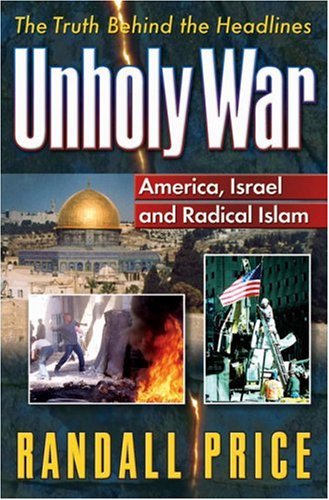 The Truth Behind the Headlines
Unholy War
America, Israel
and Radical Islam
RANDALL PRICE